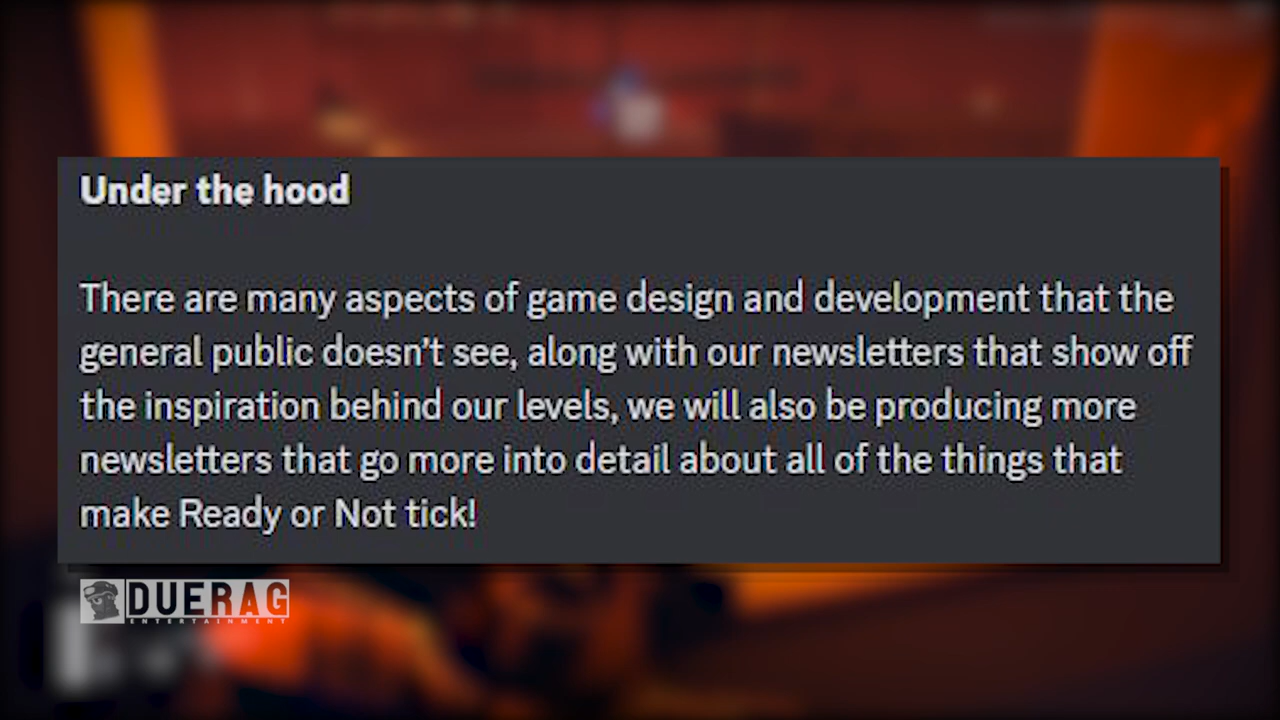 Under the hood
There are many aspects of game design and development that the
general public doesn’t see, along with our newsletters that show off
the inspiration behind our levels, we will also be producing more
newsletters that go more into detail about all of the things that
make Ready or Not tick!
DUERAG
ENTERTAINMENT